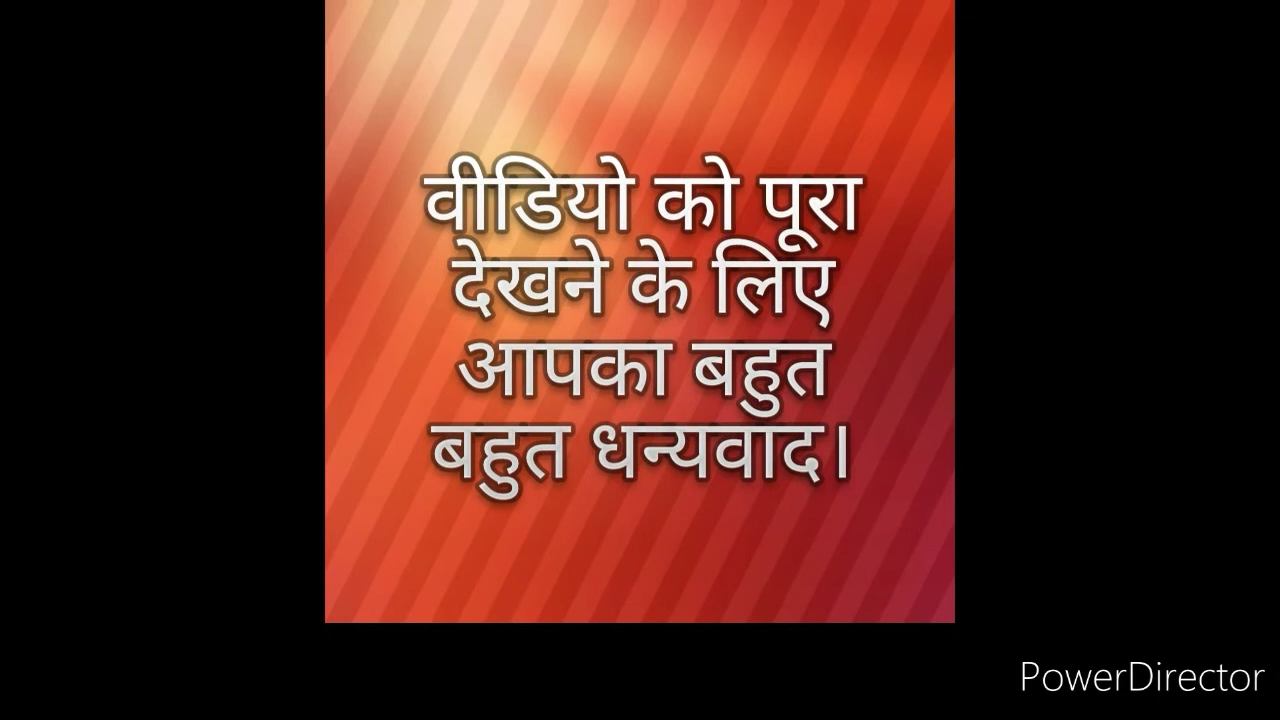 वीडियो को पूरा
देखने के लिए
आपका बहुत
बहुत धन्यवाद।
PowerDirector